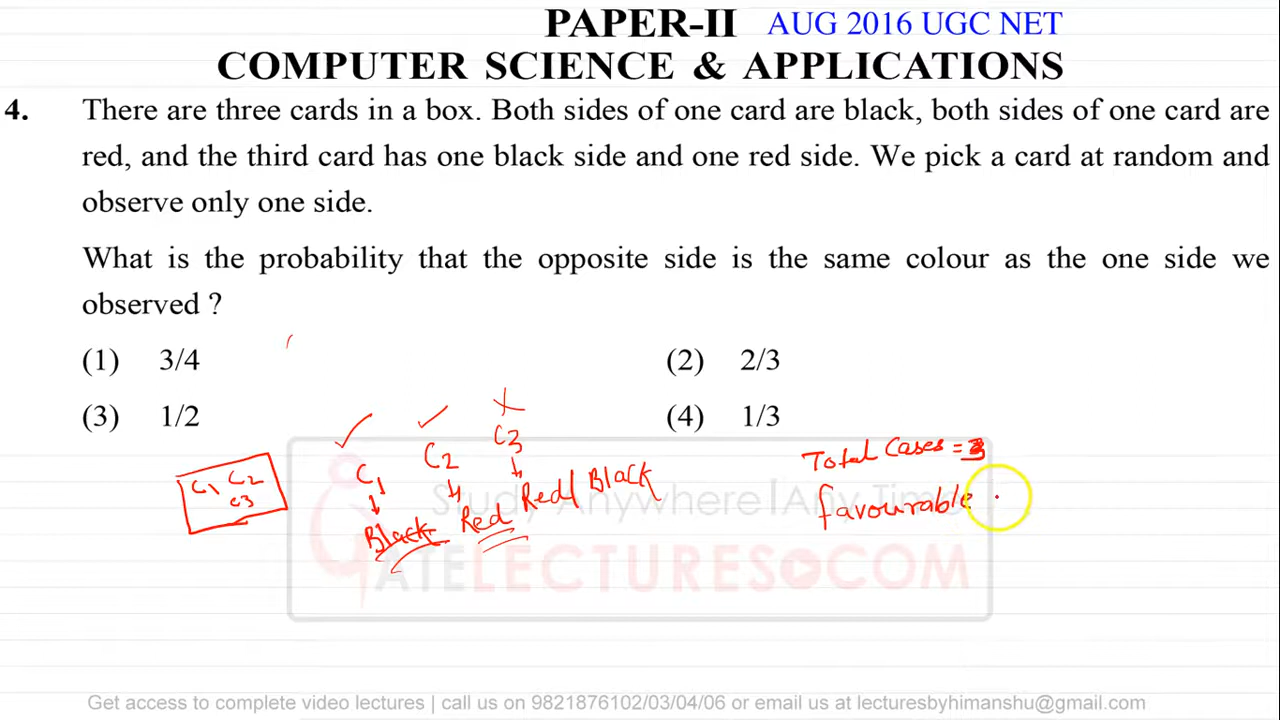 PAPER-II AUG 2016 UGC NET
COMPUTER SCIENCE & APPLICATIONS
4. There are three cards in a box. Both sides of one card are black, both sides of one card are
red, and the third card has one black side and one red side. We pick a card at random and
observe only one side.
What is the probability that the opposite side is the same colour as the one side we
observed ?
(1) 3/4 (2) 2/3
(3) 1/2 (4) 1/3
C1 C2
C3
C1 C2 C3
Black Red Red/Black
Total Cases = 3
favourable
Study Anywhere | Any Time
GATELECTURES.COM
Get access to complete video lectures | call us on 9821876102/03/04/06 or email us at lecturesbyhimanshu@gmail.com